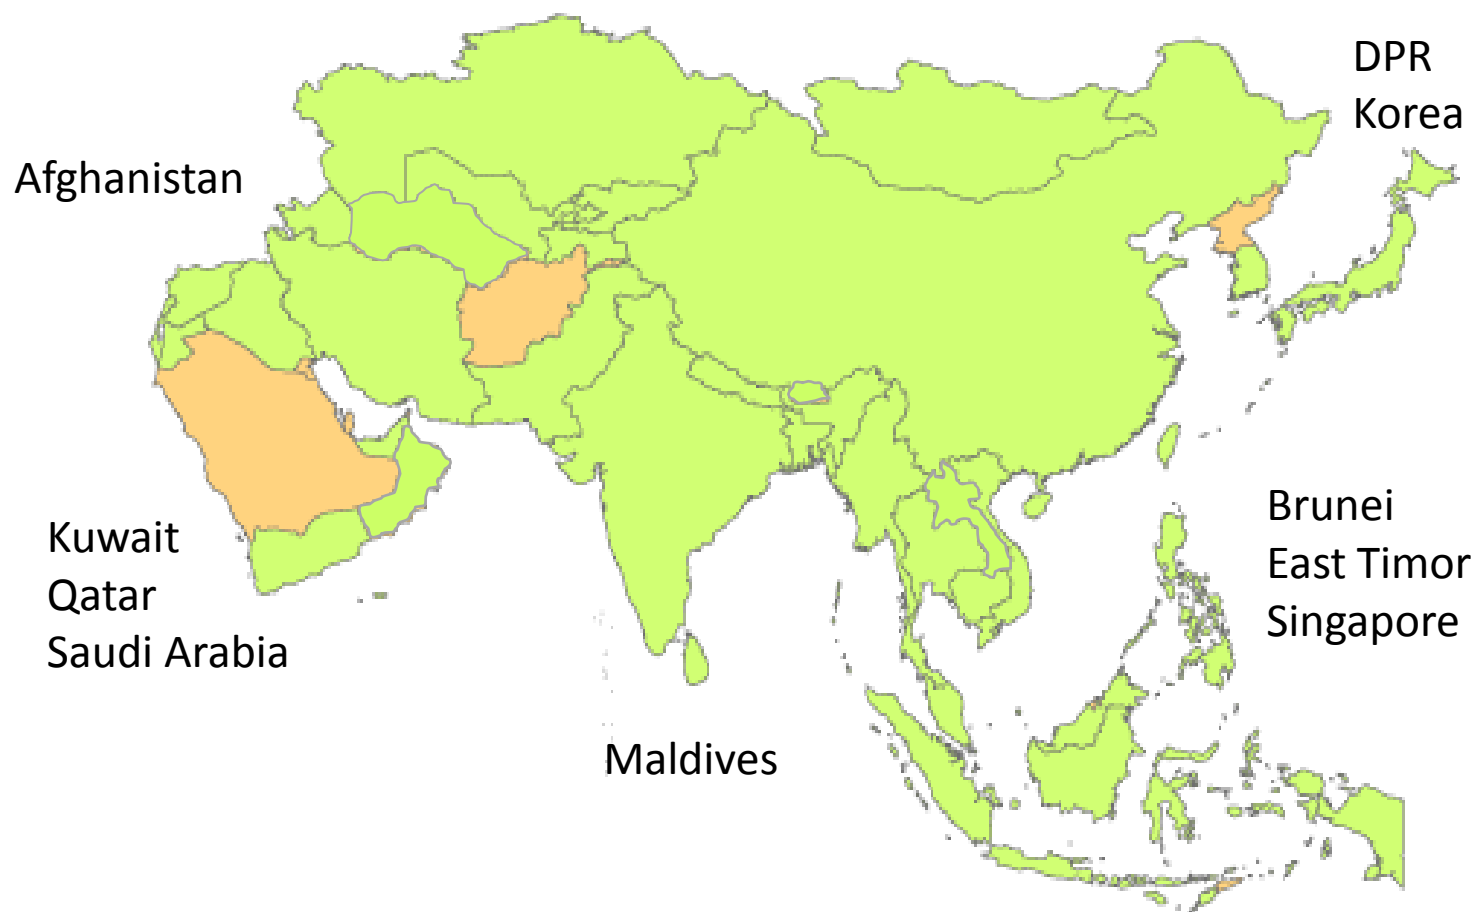 DPR
Korea
Afghanistan
Kuwait
Qatar
Saudi Arabia
Brunei
East Timor
Singapore
Maldives